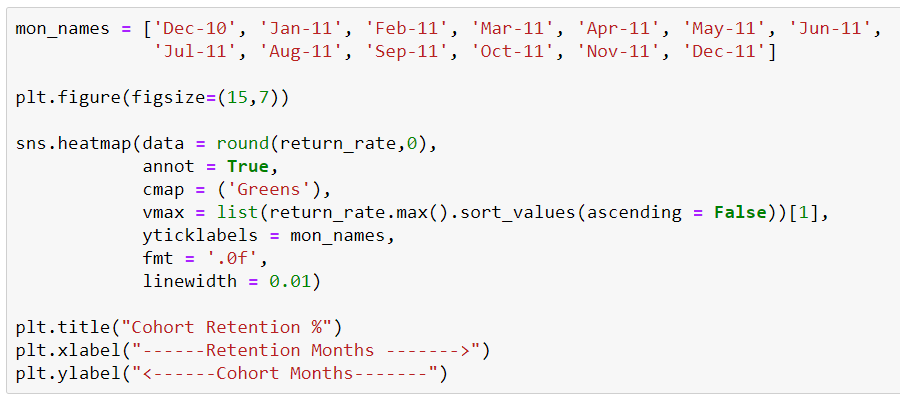 mon_names = ['Dec-10', 'Jan-11', 'Feb-11', 'Mar-11', 'Apr-11', 'May-11', 'Jun-11',
             'Jul-11', 'Aug-11', 'Sep-11', 'Oct-11', 'Nov-11', 'Dec-11']
plt.figure(figsize=(15,7))
sns.heatmap(data = round(return_rate,0),
            annot = True,
            cmap = ('Greens'),
            vmax = list(return_rate.max().sort_values(ascending = False))[1],
            yticklabels = mon_names,
            fmt = '.0f',
            linewidth = 0.01)
plt.title("Cohort Retention %")
plt.xlabel("------Retention Months ------->")
plt.ylabel("<------Cohort Months-------")